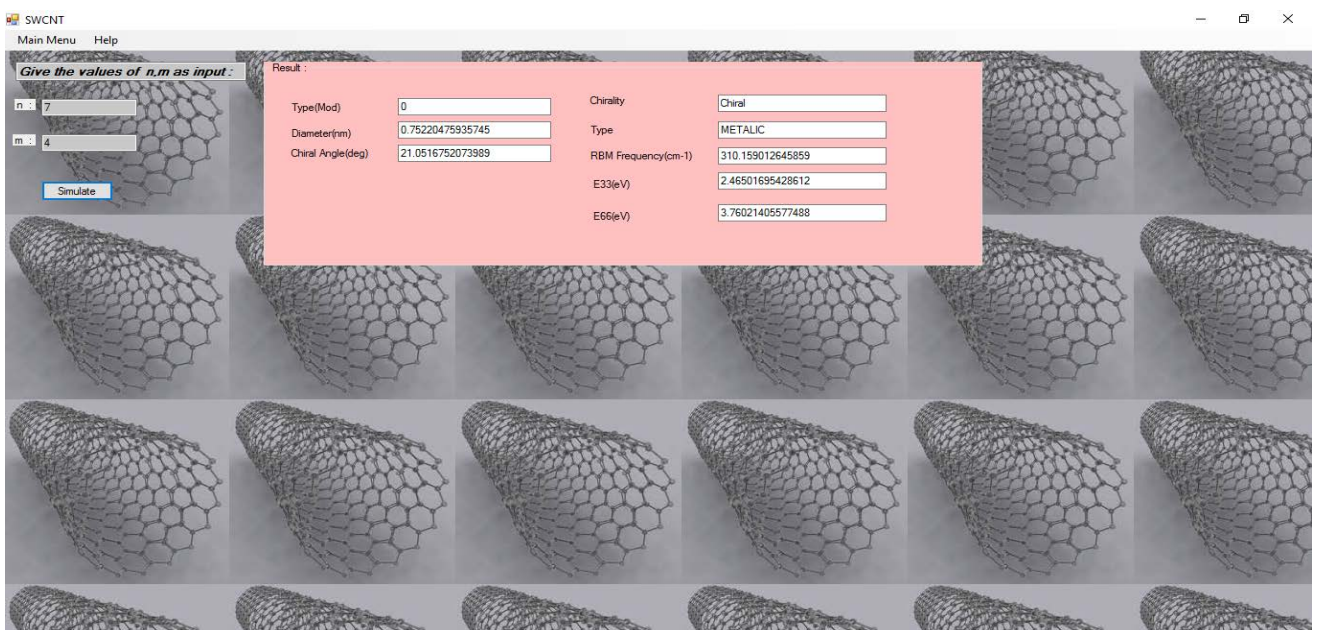 SWCNT
Main Menu Help
Give the values of n,m as input :
n : 7
m : 4
Simulate
Result :
Type(Mod) 0
Diameter(nm) 0.75220475935745
Chiral Angle(deg) 21.0516752073989
Chirality Chiral
Type METALIC
RBM Frequency(cm-1) 310.159012645859
E33(eV) 2.46501695428612
E66(eV) 3.76021405577488